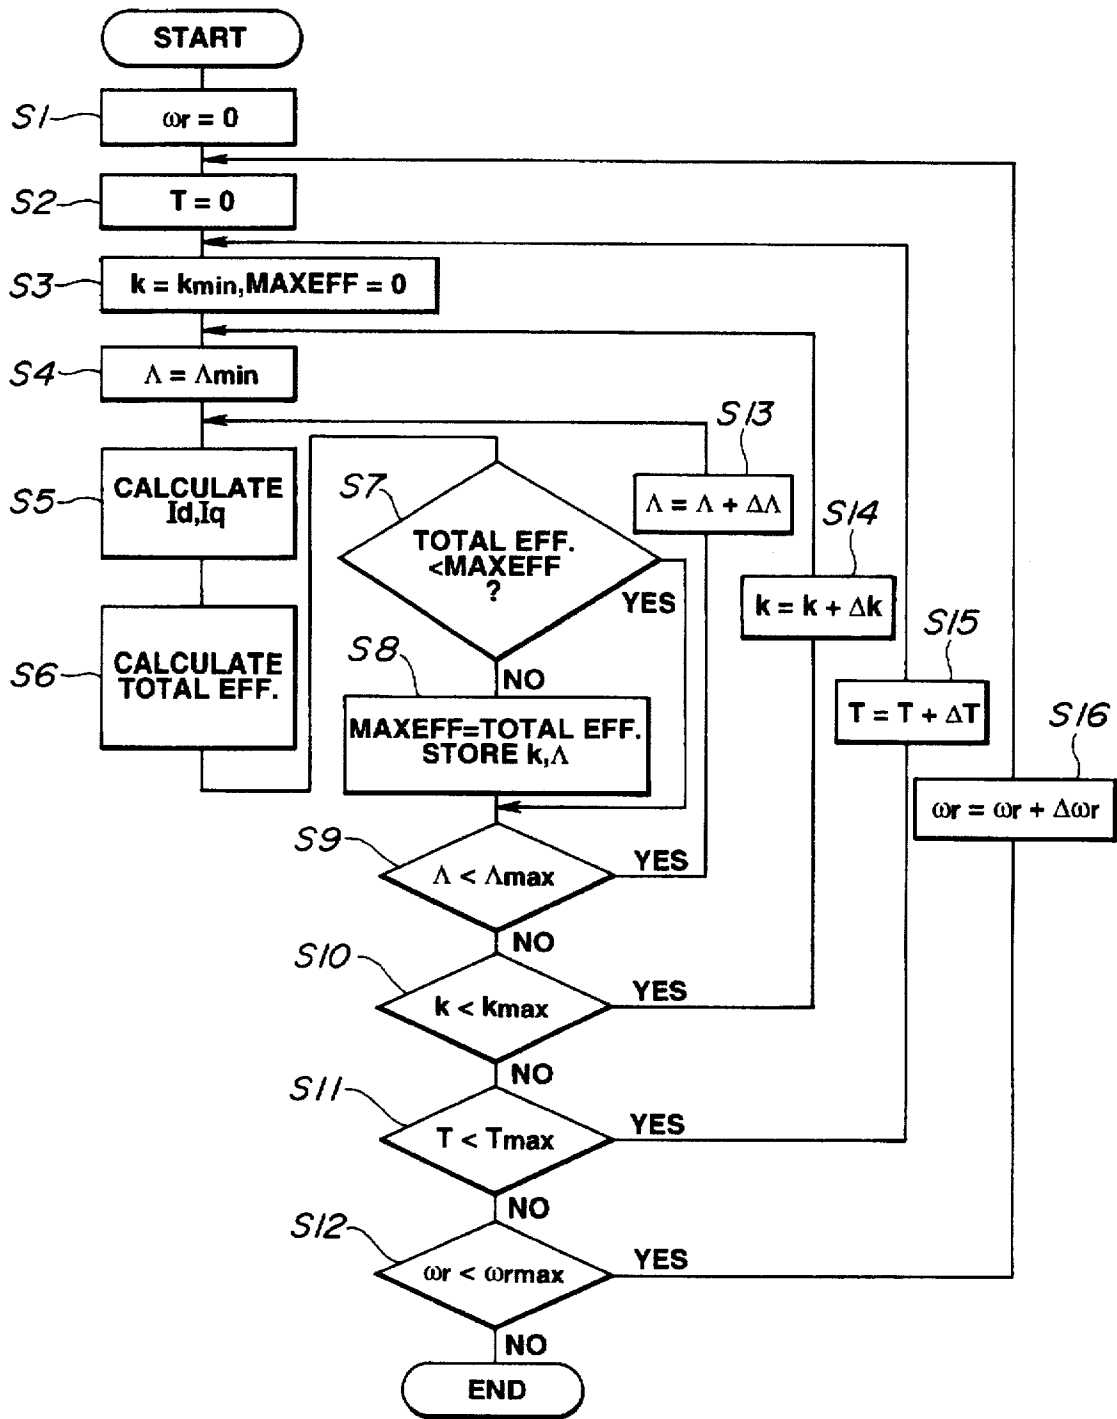 START
S1
ωr = 0
S2
T = 0
S3
k = kmin,MAXEFF = 0
S4
Λ = Λmin
S5
CALCULATE
Id,Iq
S6
CALCULATE
TOTAL EFF.
S7
TOTAL EFF.
<MAXEFF
?
YES
NO
S8
MAXEFF=TOTAL EFF.
STORE k,Λ
S9
Λ < Λmax
YES
NO
S10
k < kmax
YES
NO
S11
T < Tmax
YES
NO
S12
ωr < ωrmax
YES
NO
END
S13
Λ = Λ + ΔΛ
S14
k = k + Δk
S15
T = T + ΔT
S16
ωr = ωr + Δωr